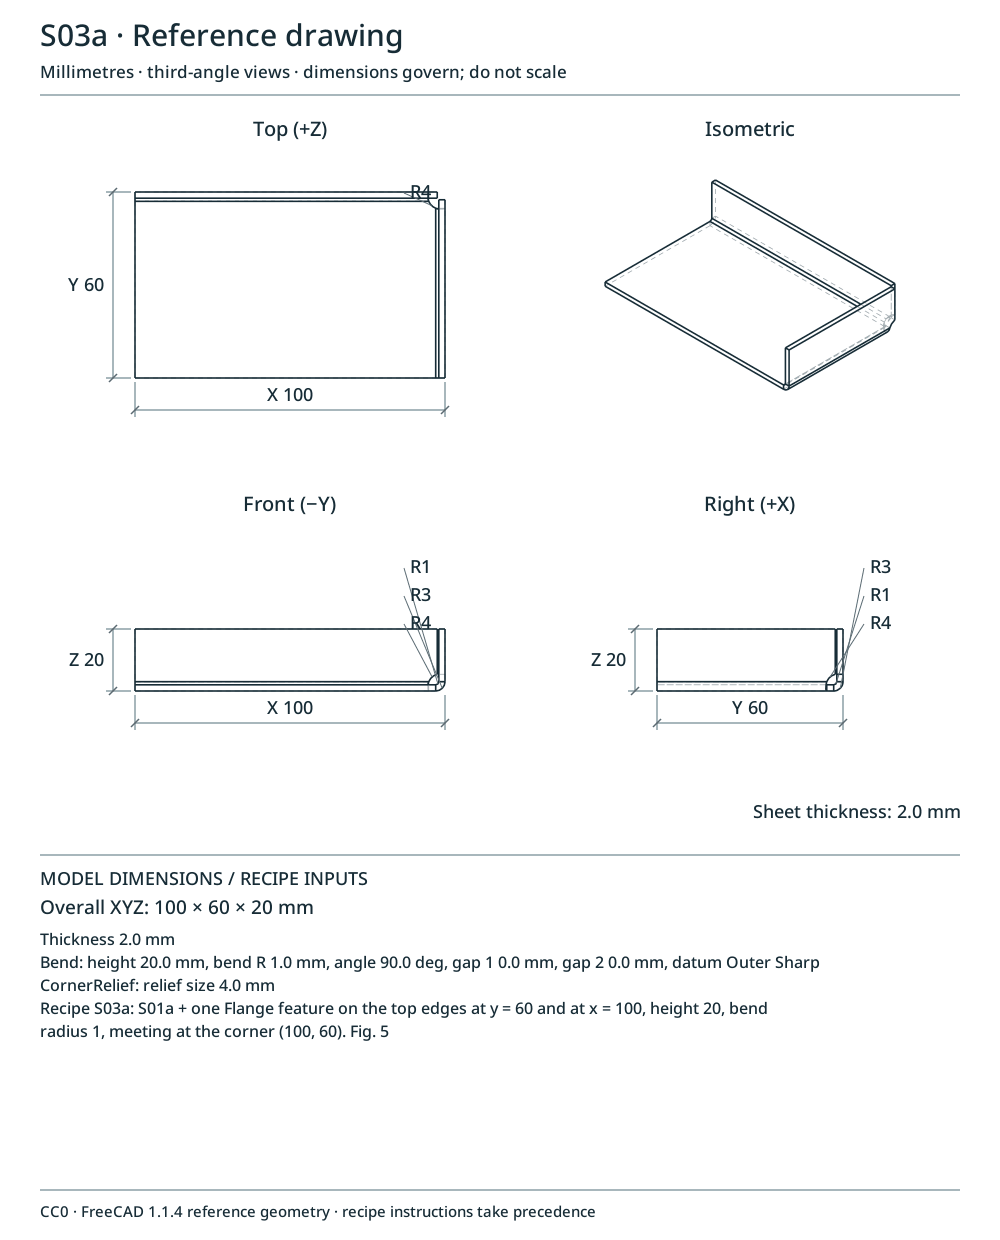 S03a · Reference drawing
Millimetres · third-angle views · dimensions govern; do not scale
Top (+Z)
Isometric
R4
Y 60
X 100
Front (−Y)
Right (+X)
R1
R3
R4
Z 20
X 100
R3
R1
R4
Z 20
Y 60
Sheet thickness: 2.0 mm
MODEL DIMENSIONS / RECIPE INPUTS
Overall XYZ: 100 × 60 × 20 mm
Thickness 2.0 mm
Bend: height 20.0 mm, bend R 1.0 mm, angle 90.0 deg, gap 1 0.0 mm, gap 2 0.0 mm, datum Outer Sharp
CornerRelief: relief size 4.0 mm
Recipe S03a: S01a + one Flange feature on the top edges at y = 60 and at x = 100, height 20, bend
radius 1, meeting at the corner (100, 60). Fig. 5
CC0 · FreeCAD 1.1.4 reference geometry · recipe instructions take precedence